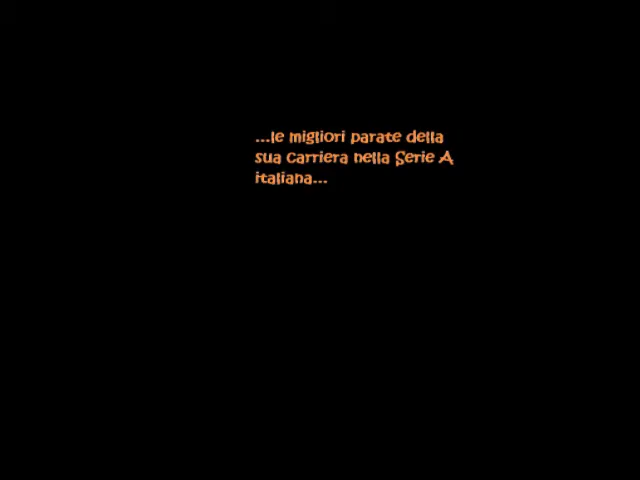 ...le migliori parate della
sua carriera nella Serie A
italiana...